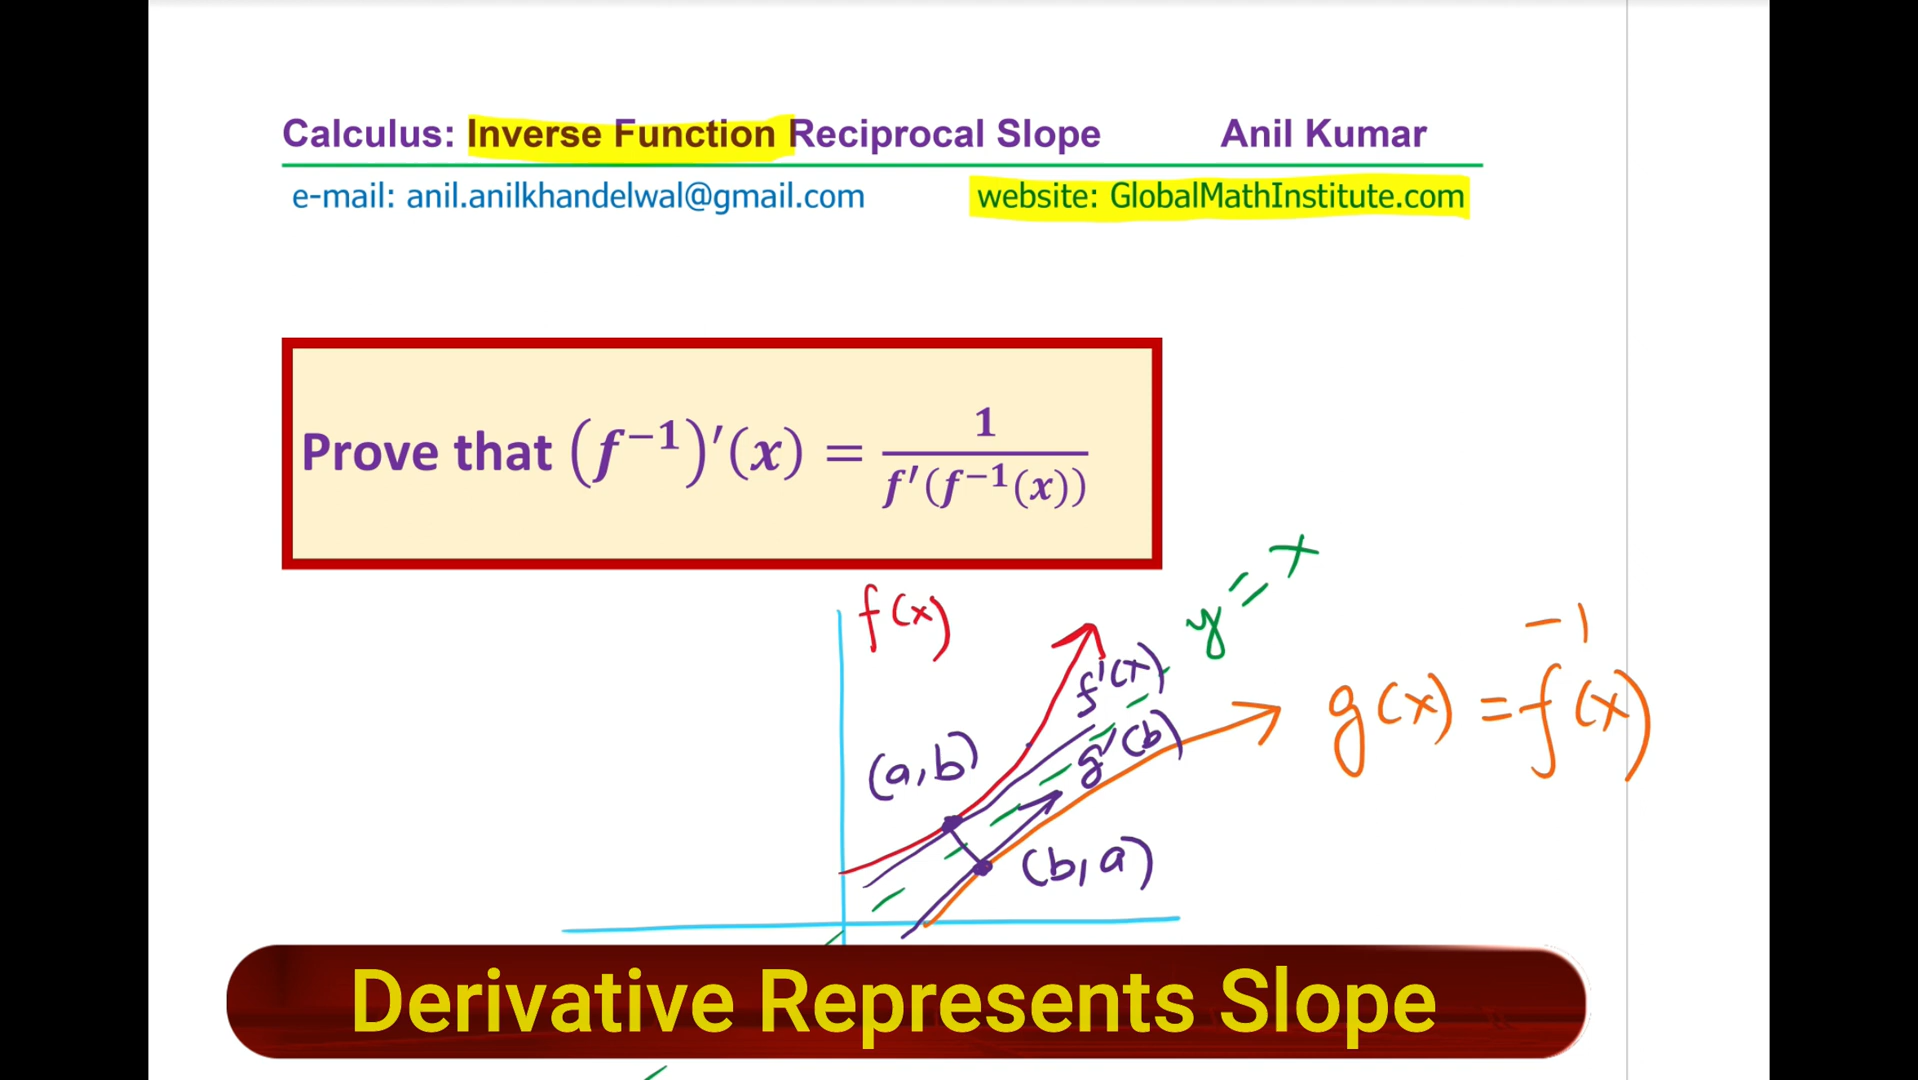 Calculus: Inverse Function Reciprocal Slope Anil Kumar
e-mail: anil.anilkhandelwal@gmail.com website: GlobalMathInstitute.com
Prove that (f⁻¹)′(x) = 1 / f′(f⁻¹(x))
f(x)
y = x
f'(x)
g(x) = f⁻¹(x)
g'(b)
(a,b)
(b,a)
Derivative Represents Slope